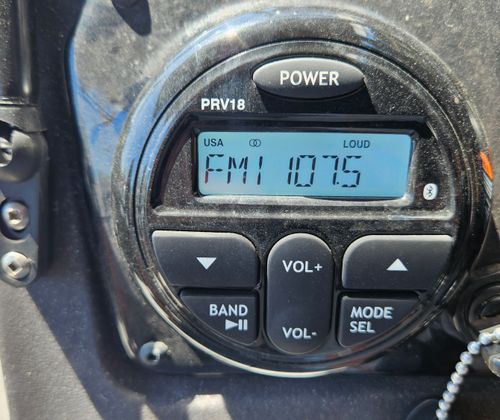 POWER
PRV18
USA LOUD
FM1 107.5
VOL+
BAND
VOL-
MODE
SEL